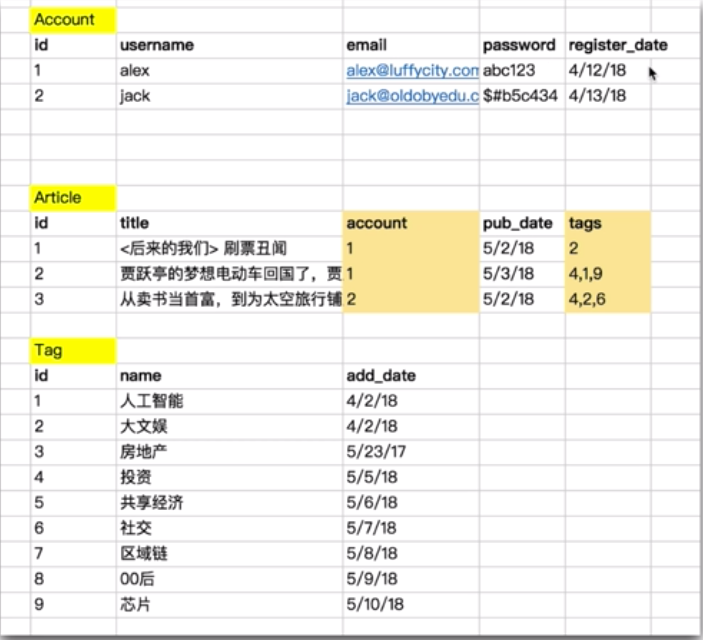 Account
id username email password register_date
1 alex alex@luffycity.com abc123 4/12/18
2 jack jack@oldobyedu.c $#b5c434 4/13/18
Article
id title account pub_date tags
1 <后来的我们> 刷票丑闻 1 5/2/18 2
2 贾跃亭的梦想电动车回国了，贾 1 5/3/18 4,1,9
3 从卖书当首富，到为太空旅行铺 2 5/2/18 4,2,6
Tag
id name add_date
1 人工智能 4/2/18
2 大文娱 4/2/18
3 房地产 5/23/17
4 投资 5/5/18
5 共享经济 5/6/18
6 社交 5/7/18
7 区域链 5/8/18
8 00后 5/9/18
9 芯片 5/10/18